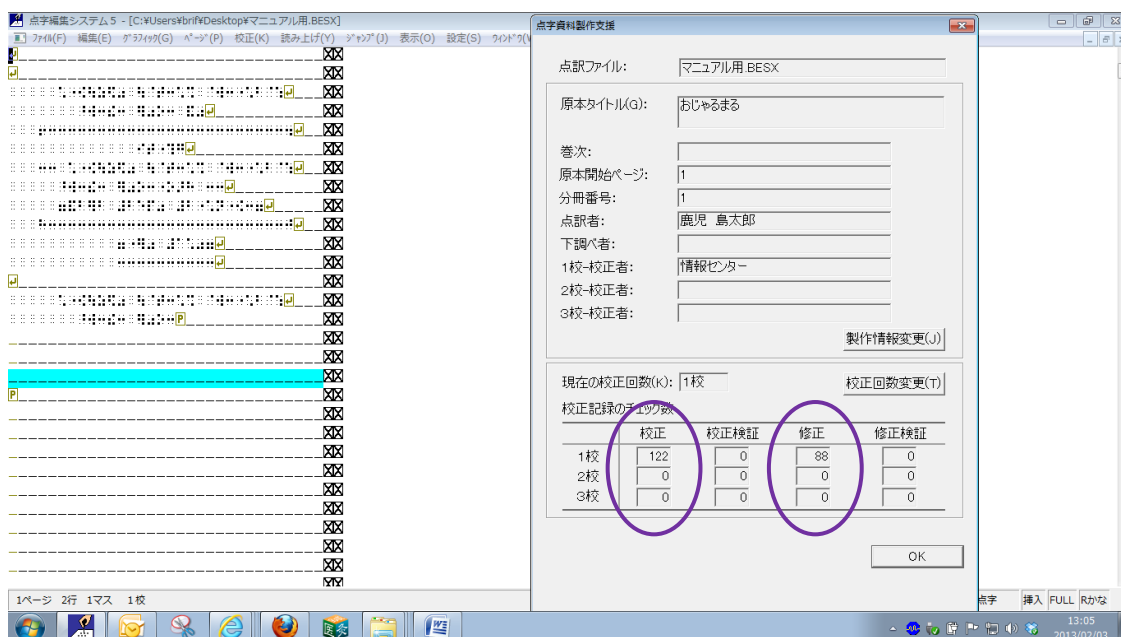 点字編集システム5 - [C:¥Users¥brif¥Desktop¥マニュアル用.BESX]
ファイル(F) 編集(E) グラフィック(G) ページ(P) 校正(K) 読み上げ(Y) ジャンプ(J) 表示(O) 設定(S) ウインドウ(W
点字資料製作支援
点訳ファイル: マニュアル用.BESX
原本タイトル(G): おじゃるまる
巻次:
原本開始ページ: 1
分冊番号: 1
点訳者: 鹿児 島太郎
下調べ者:
1校-校正者: 情報センター
2校-校正者:
3校-校正者:
製作情報変更(J)
現在の校正回数(K): 1校 校正回数変更(T)
校正記録のチェック数
校正 校正検証 修正 修正検証
1校 122 0 88 0
2校 0 0 0 0
3校 0 0 0 0
OK
1ページ 2行 1マス 1校
点字 挿入 FULL Rかな
13:05
2013/02/03